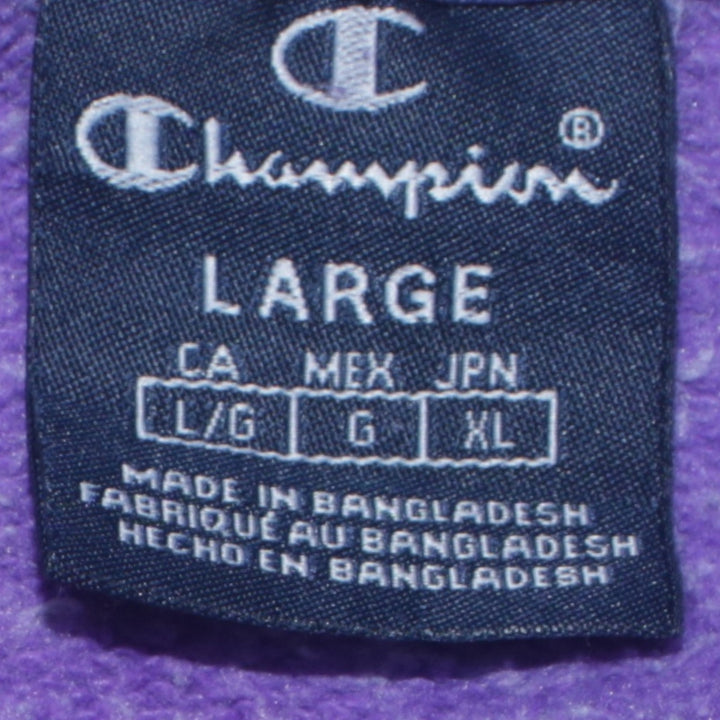 C
Champion®
LARGE
CA MEX JPN
L/G G XL
MADE IN BANGLADESH
FABRIQUÉ AU BANGLADESH
HECHO EN BANGLADESH